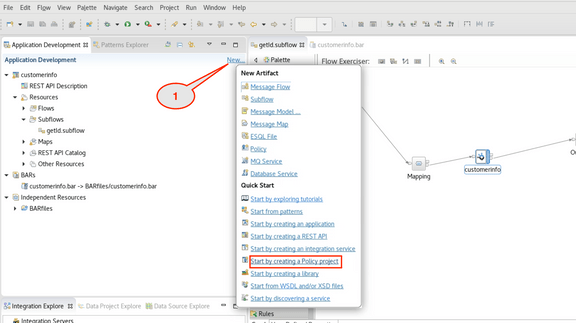 File Edit Flow View Palette Navigate Search Project Run Window Help
Application Development Patterns Explorer
Application Development New...
customerinfo
REST API Description
Resources
Flows
Subflows
getId.subflow
Maps
REST API Catalog
Other Resources
BARs
customerinfo.bar -> BARfiles/customerinfo.bar
Independent Resources
BARfiles
1
New Artifact
Message Flow
Subflow
Message Model ...
Message Map
ESQL File
Policy
MQ Service
Database Service
Quick Start
Start by exploring tutorials
Start from patterns
Start by creating an application
Start by creating a REST API
Start by creating an integration service
Start by creating a Policy project
Start by creating a library
Start from WSDL and/or XSD files
Start by discovering a service
getId.subflow customerinfo.bar
Palette Flow Exerciser:
Mapping
customerinfo
Rules
Integration Explore Data Project Explore Data Source Explore
Integration Servers